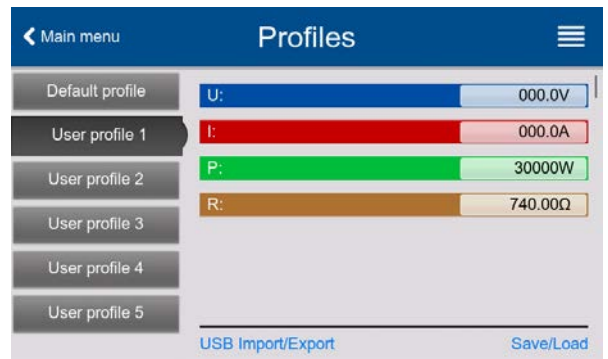 Main menu
Profiles
Default profile
User profile 1
User profile 2
User profile 3
User profile 4
User profile 5
U: 000.0V
I: 000.0A
P: 30000W
R: 740.00Ω
USB Import/Export
Save/Load